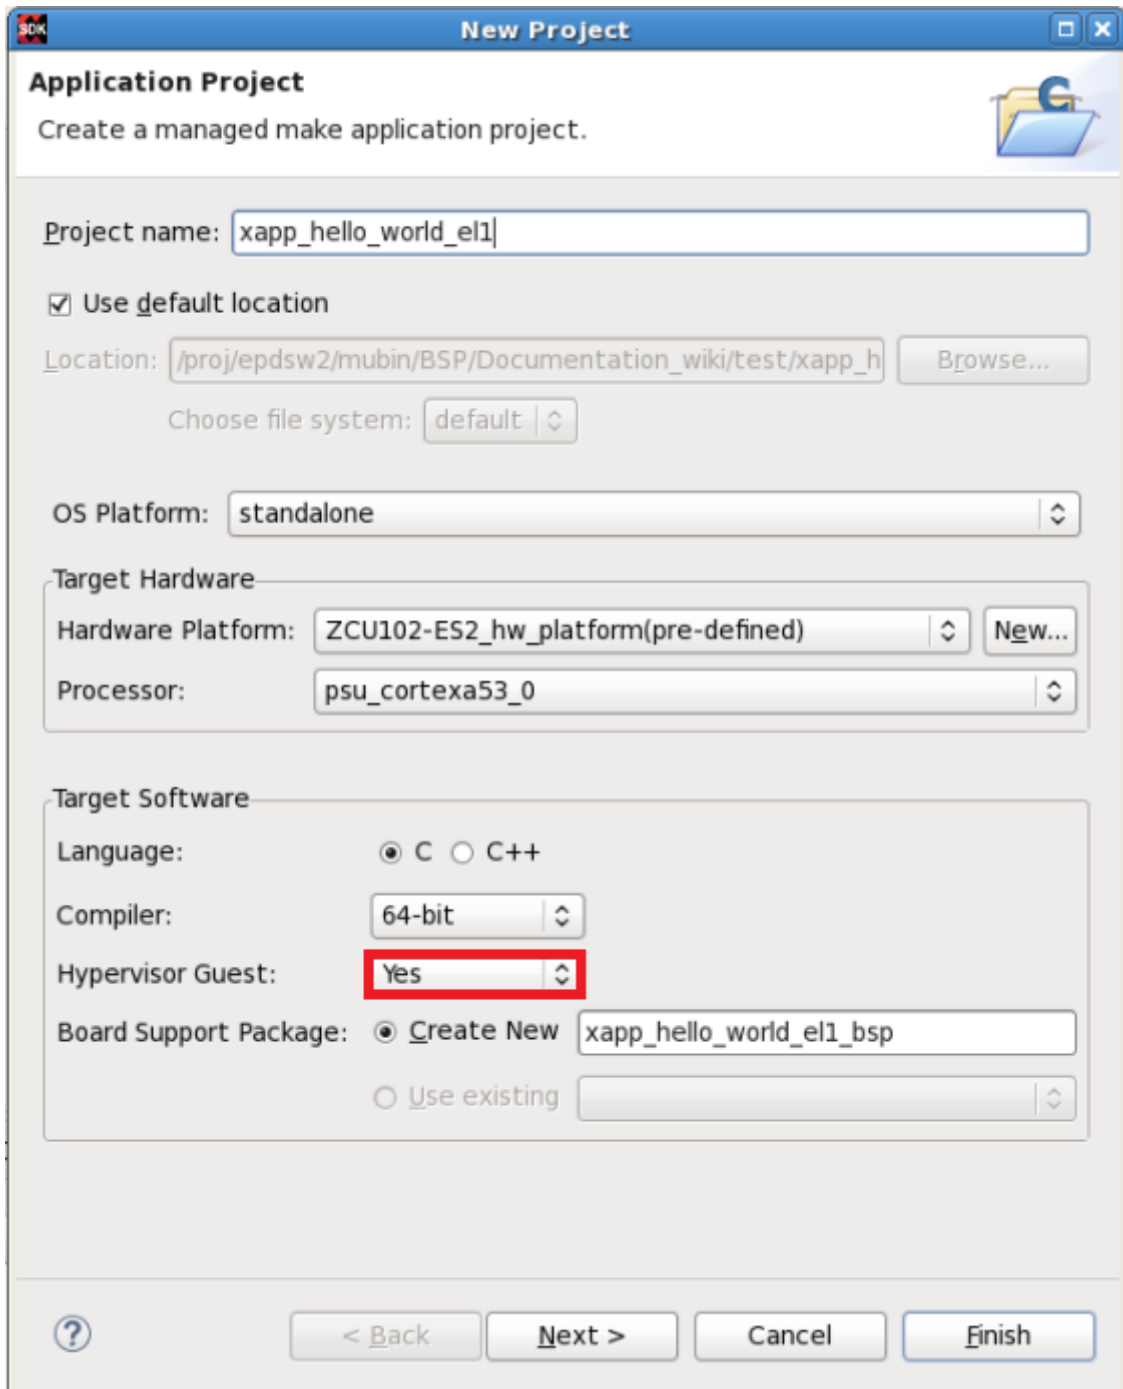 SDK New Project
Application Project
Create a managed make application project.
Project name: xapp_hello_world_el1
Use default location
Location: /proj/epdsw2/mubin/BSP/Documentation_wiki/test/xapp_h Browse...
Choose file system: default
OS Platform: standalone
Target Hardware
Hardware Platform: ZCU102-ES2_hw_platform(pre-defined) New...
Processor: psu_cortexa53_0
Target Software
Language: C C++
Compiler: 64-bit
Hypervisor Guest: Yes
Board Support Package: Create New xapp_hello_world_el1_bsp
Use existing
? < Back Next > Cancel Finish